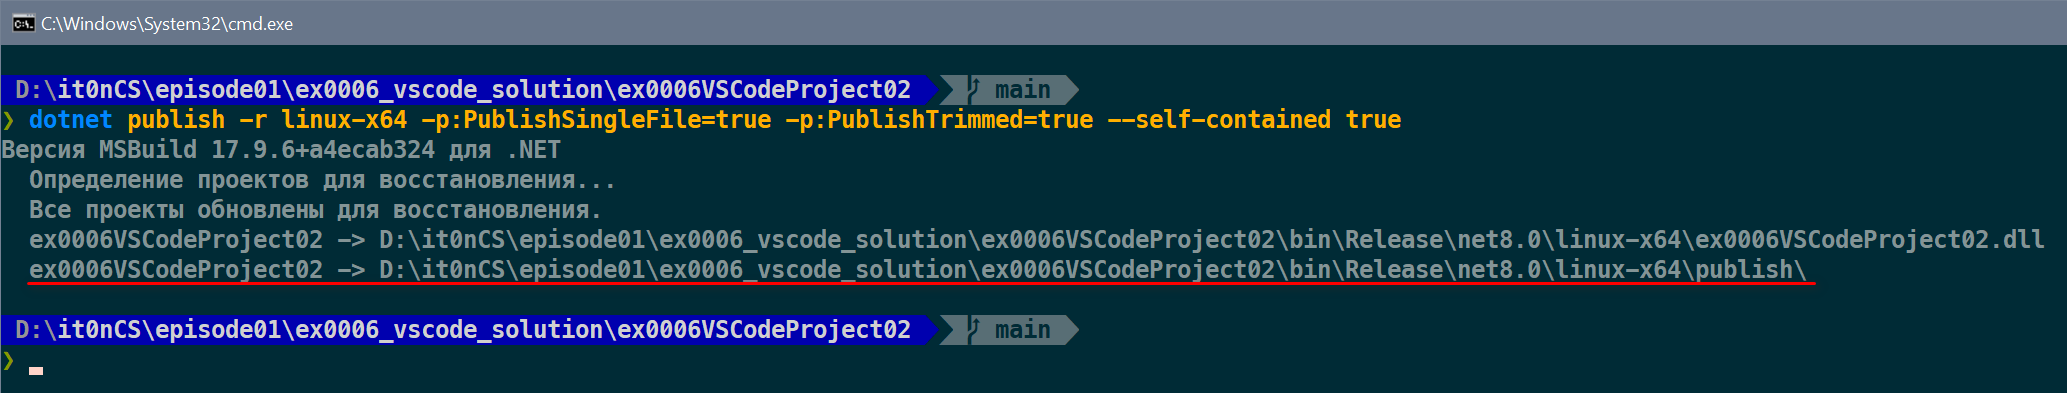 C:\Windows\System32\cmd.exe
D:\it0nCS\episode01\ex0006_vscode_solution\ex0006VSCodeProject02 main
❯ dotnet publish -r linux-x64 -p:PublishSingleFile=true -p:PublishTrimmed=true --self-contained true
Версия MSBuild 17.9.6+a4ecab324 для .NET
Определение проектов для восстановления...
Все проекты обновлены для восстановления.
ex0006VSCodeProject02 -> D:\it0nCS\episode01\ex0006_vscode_solution\ex0006VSCodeProject02\bin\Release\net8.0\linux-x64\ex0006VSCodeProject02.dll
ex0006VSCodeProject02 -> D:\it0nCS\episode01\ex0006_vscode_solution\ex0006VSCodeProject02\bin\Release\net8.0\linux-x64\publish\
D:\it0nCS\episode01\ex0006_vscode_solution\ex0006VSCodeProject02 main
❯